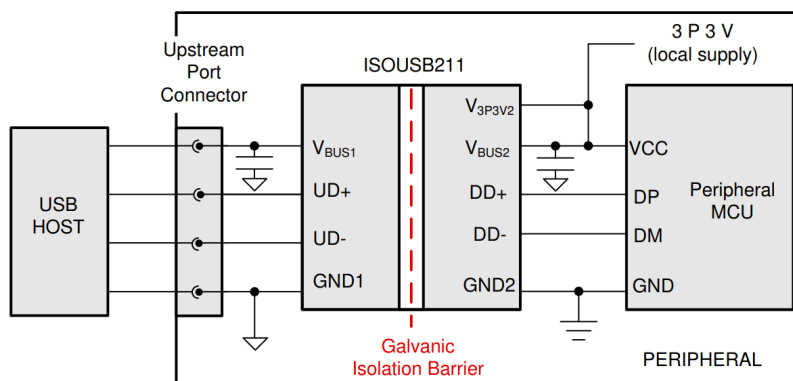 Upstream
Port
Connector
ISOUSB211
3 P 3 V
(local supply)
USB
HOST
V3P3V2
VBUS1
VBUS2
VCC
UD+
DD+
DP
Peripheral
MCU
UD-
DD-
DM
GND1
GND2
GND
Galvanic
Isolation Barrier
PERIPHERAL